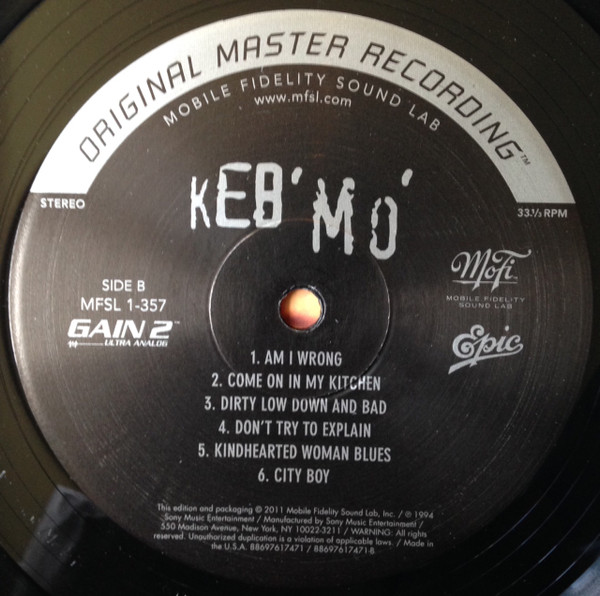 ORIGINAL MASTER RECORDING™
MOBILE FIDELITY SOUND LAB
www.mfsl.com
KEB' MO'
STEREO
33⅓ RPM
SIDE B
MFSL 1-357
GAIN 2™
ULTRA ANALOG
MoFi
MOBILE FIDELITY
SOUND LAB
Epic
1. AM I WRONG
2. COME ON IN MY KITCHEN
3. DIRTY LOW DOWN AND BAD
4. DON'T TRY TO EXPLAIN
5. KINDHEARTED WOMAN BLUES
6. CITY BOY
This edition and packaging © 2011 Mobile Fidelity Sound Lab, Inc. / ℗ 1994
Sony Music Entertainment / Manufactured by Sony Music Entertainment /
550 Madison Avenue, New York, NY 10022-3211 / WARNING: All rights
reserved. Unauthorized duplication is a violation of applicable laws. / Made in
the U.S.A. 88697617471 / 88697617471-B